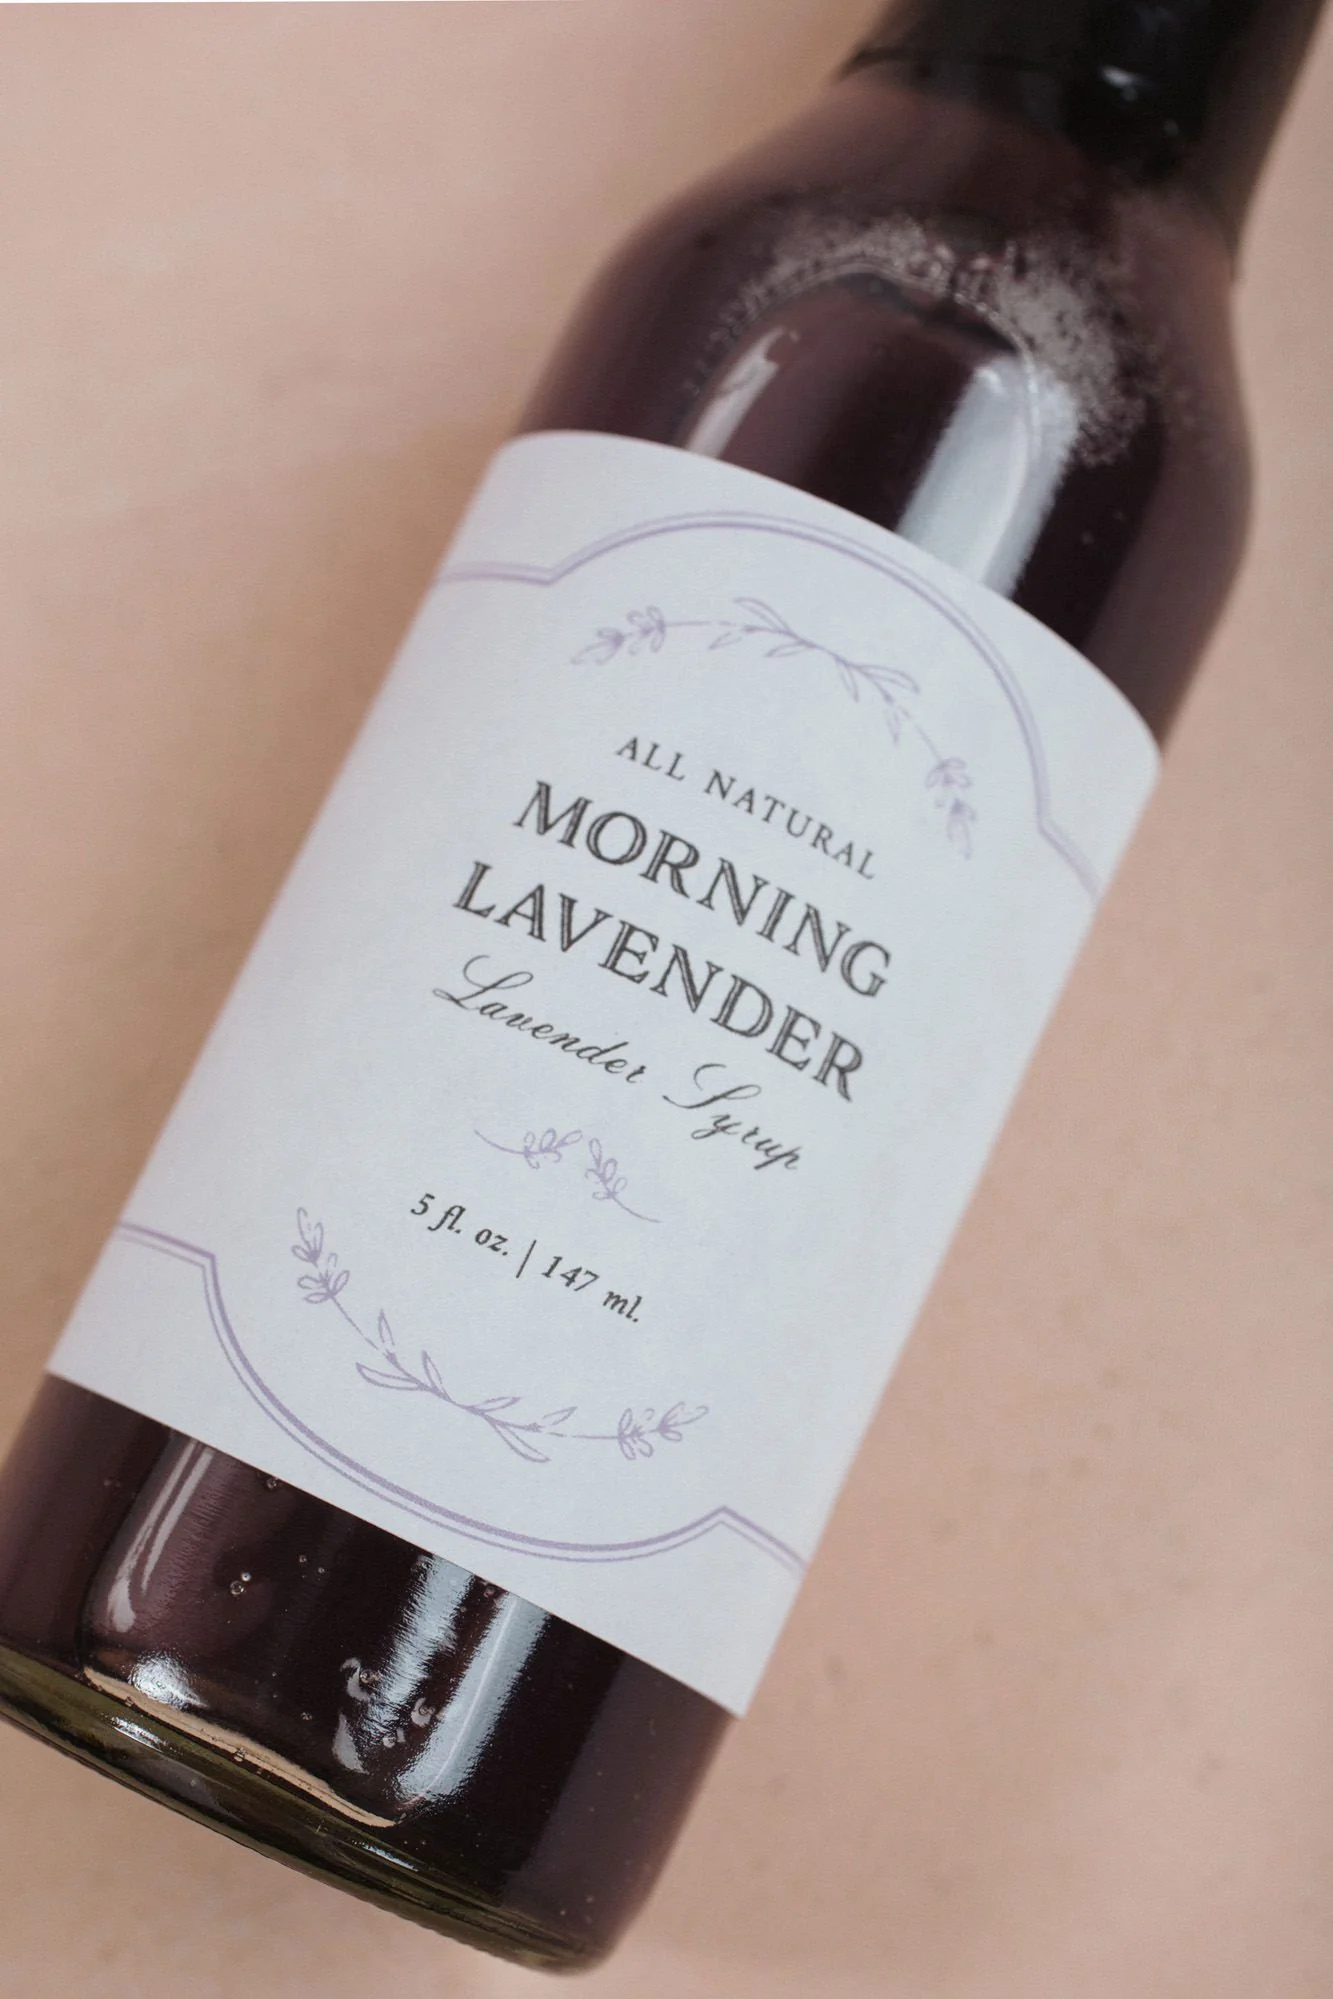 ALL NATURAL
MORNING
LAVENDER
Lavender Syrup
5 fl. oz. | 147 ml.